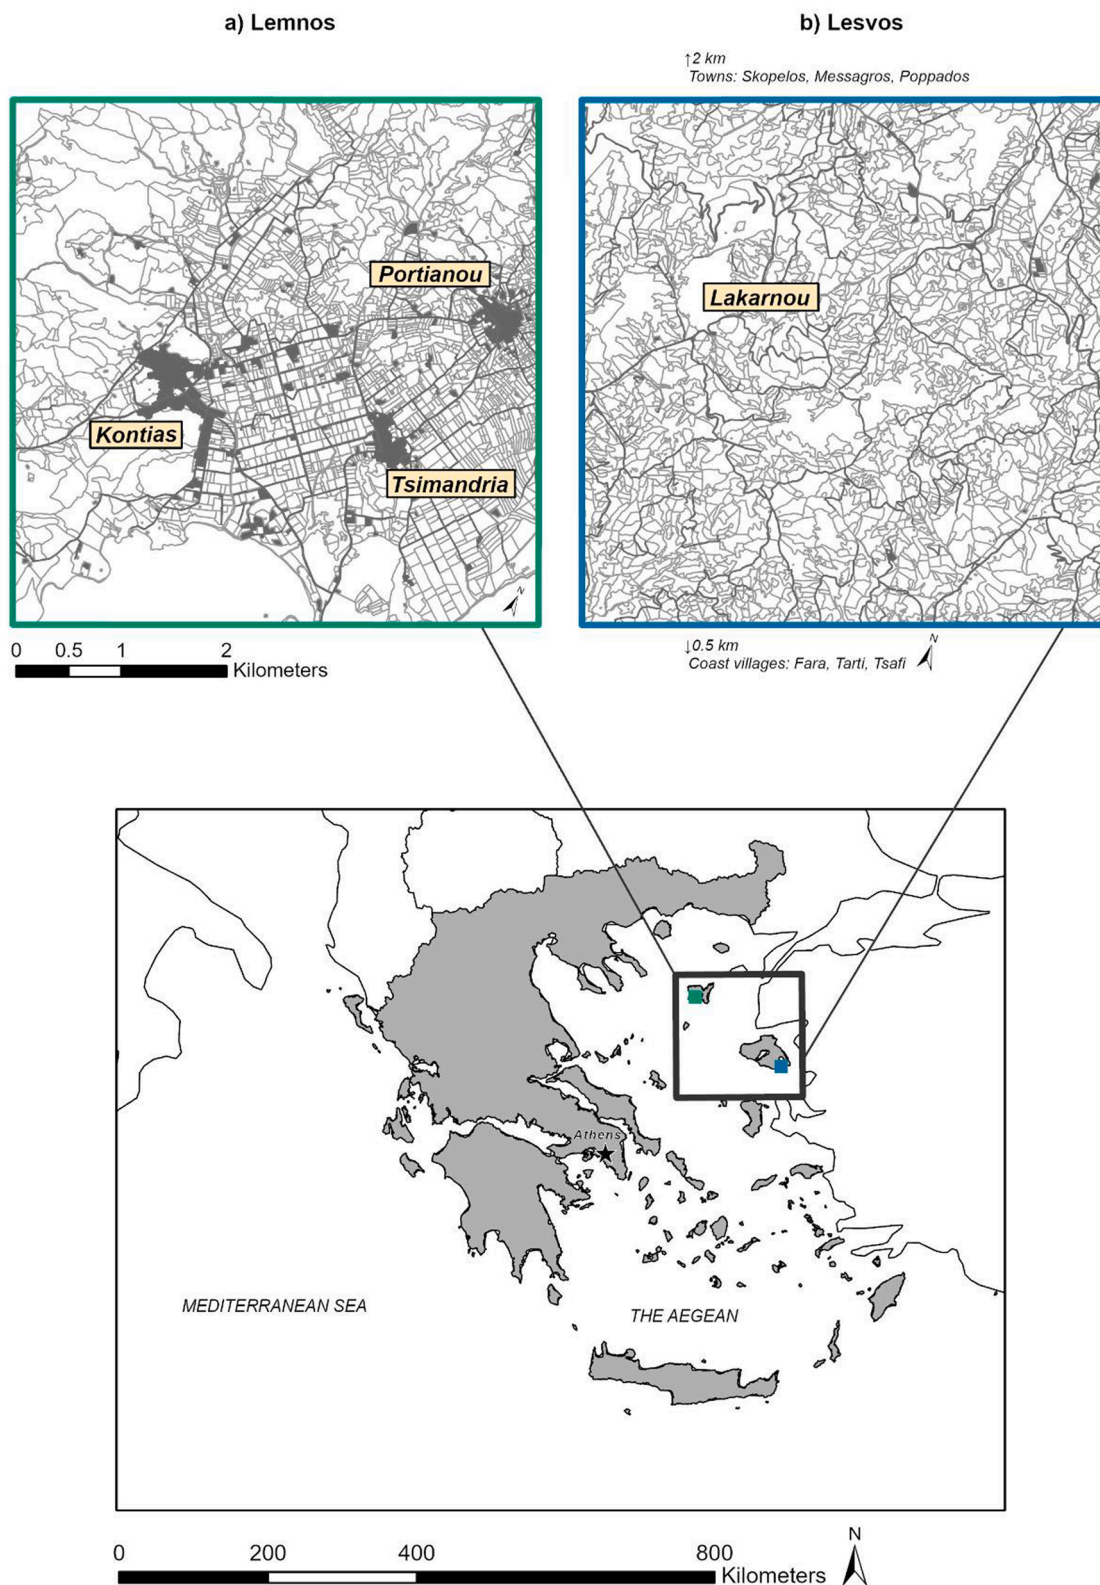 a) Lemnos
b) Lesvos
↑2 km
Towns: Skopelos, Messagros, Poppados
Portianou
Lakarnou
Kontias
Tsimandria
N
0 0.5 1 2
Kilometers
↓0.5 km
Coast villages: Fara, Tarti, Tsafi
N
Athens
MEDITERRANEAN SEA
THE AEGEAN
0 200 400 800
Kilometers
N